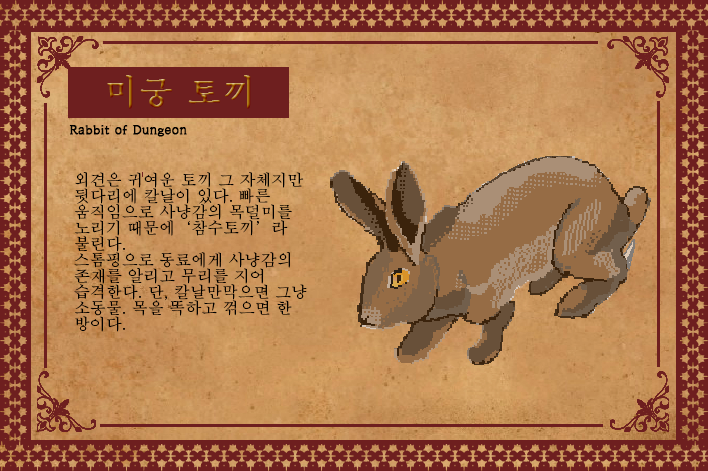 미궁 토끼
Rabbit of Dungeon
외견은 귀여운 토끼 그 자체지만
뒷다리에 칼날이 있다. 빠른
움직임으로 사냥감의 목덜미를
노리기 때문에 ‘참수토끼’ 라
불린다.
스톰핑으로 동료에게 사냥감의
존재를 알리고 무리를 지어
습격한다. 단, 칼날만막으면 그냥
소동물. 목을 뚝하고 꺾으면 한
방이다.